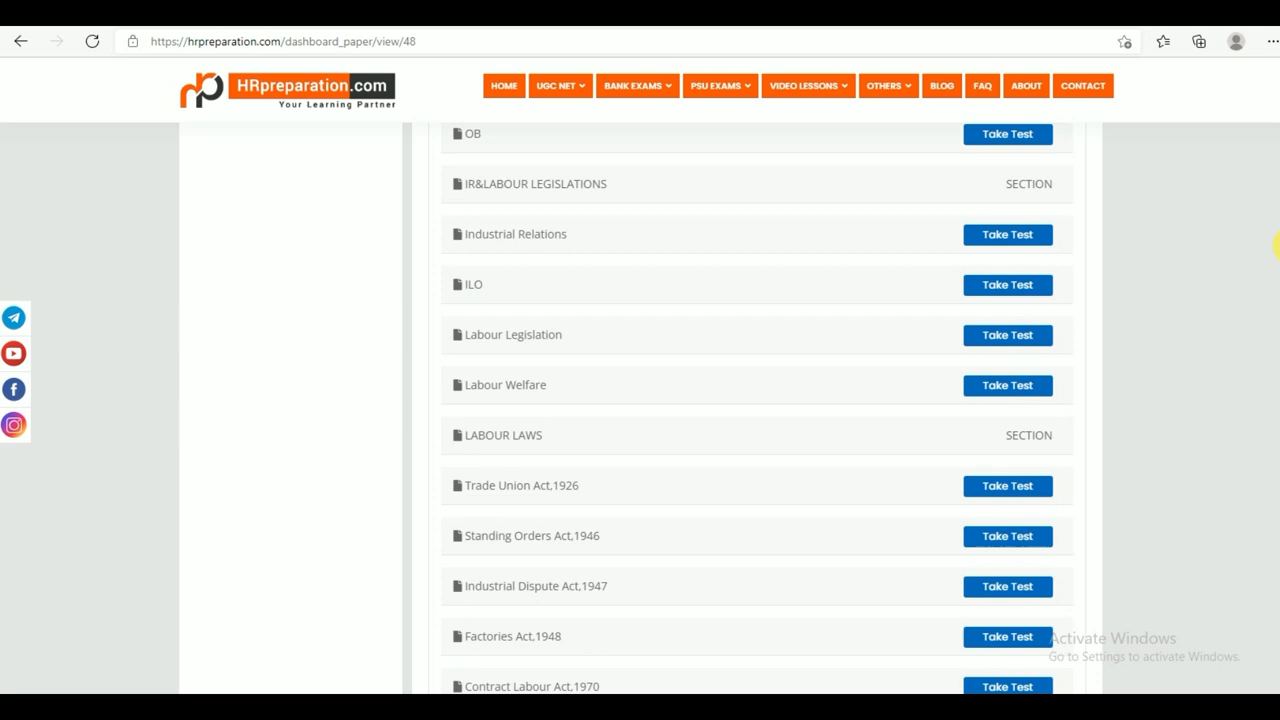 https://hrpreparation.com/dashboard_paper/view/48
HRpreparation.com
Your Learning Partner
HOME UGC NET BANK EXAMS PSU EXAMS VIDEO LESSONS OTHERS BLOG FAQ ABOUT CONTACT
OB Take Test
IR&LABOUR LEGISLATIONS SECTION
Industrial Relations Take Test
ILO Take Test
Labour Legislation Take Test
Labour Welfare Take Test
LABOUR LAWS SECTION
Trade Union Act,1926 Take Test
Standing Orders Act,1946 Take Test
Industrial Dispute Act,1947 Take Test
Factories Act,1948 Take Test
Activate Windows
Go to Settings to activate Windows.
Contract Labour Act,1970 Take Test